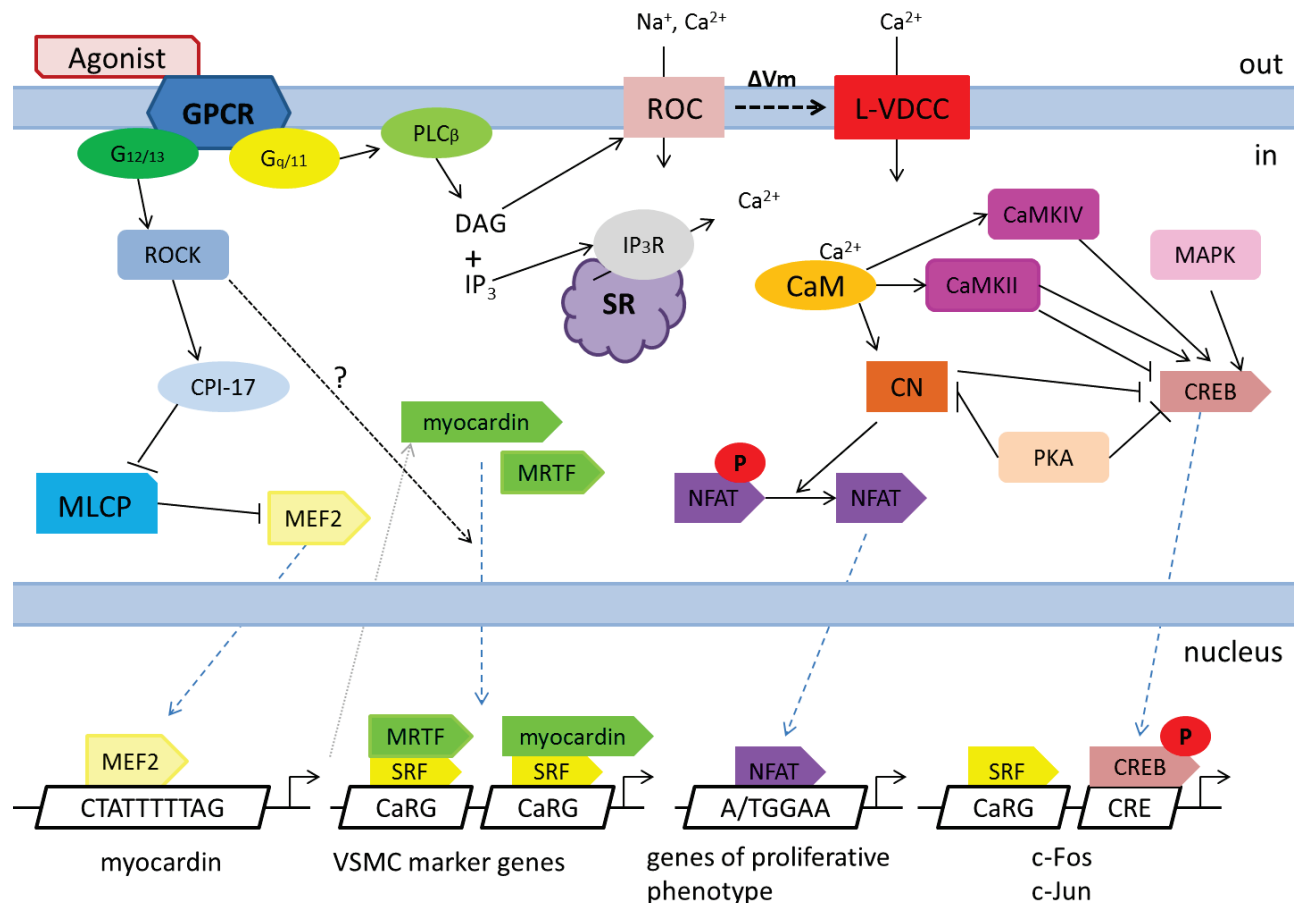 Na⁺, Ca²⁺
Ca²⁺
Agonist
out
ΔVm
GPCR
ROC
L-VDCC
PLCβ
G12/13
Gq/11
in
DAG
+
IP₃
Ca²⁺
IP₃R
SR
ROCK
Ca²⁺
CaM
CaMKIV
CaMKII
MAPK
CPI-17
?
CN
CREB
myocardin
MRTF
PKA
P
NFAT
NFAT
MLCP
MEF2
nucleus
MEF2
CTATTTTTAG
myocardin
MRTF
SRF
CaRG
myocardin
SRF
CaRG
VSMC marker genes
NFAT
A/TGGAA
genes of proliferative
phenotype
SRF
CaRG
P
CREB
CRE
c-Fos
c-Jun